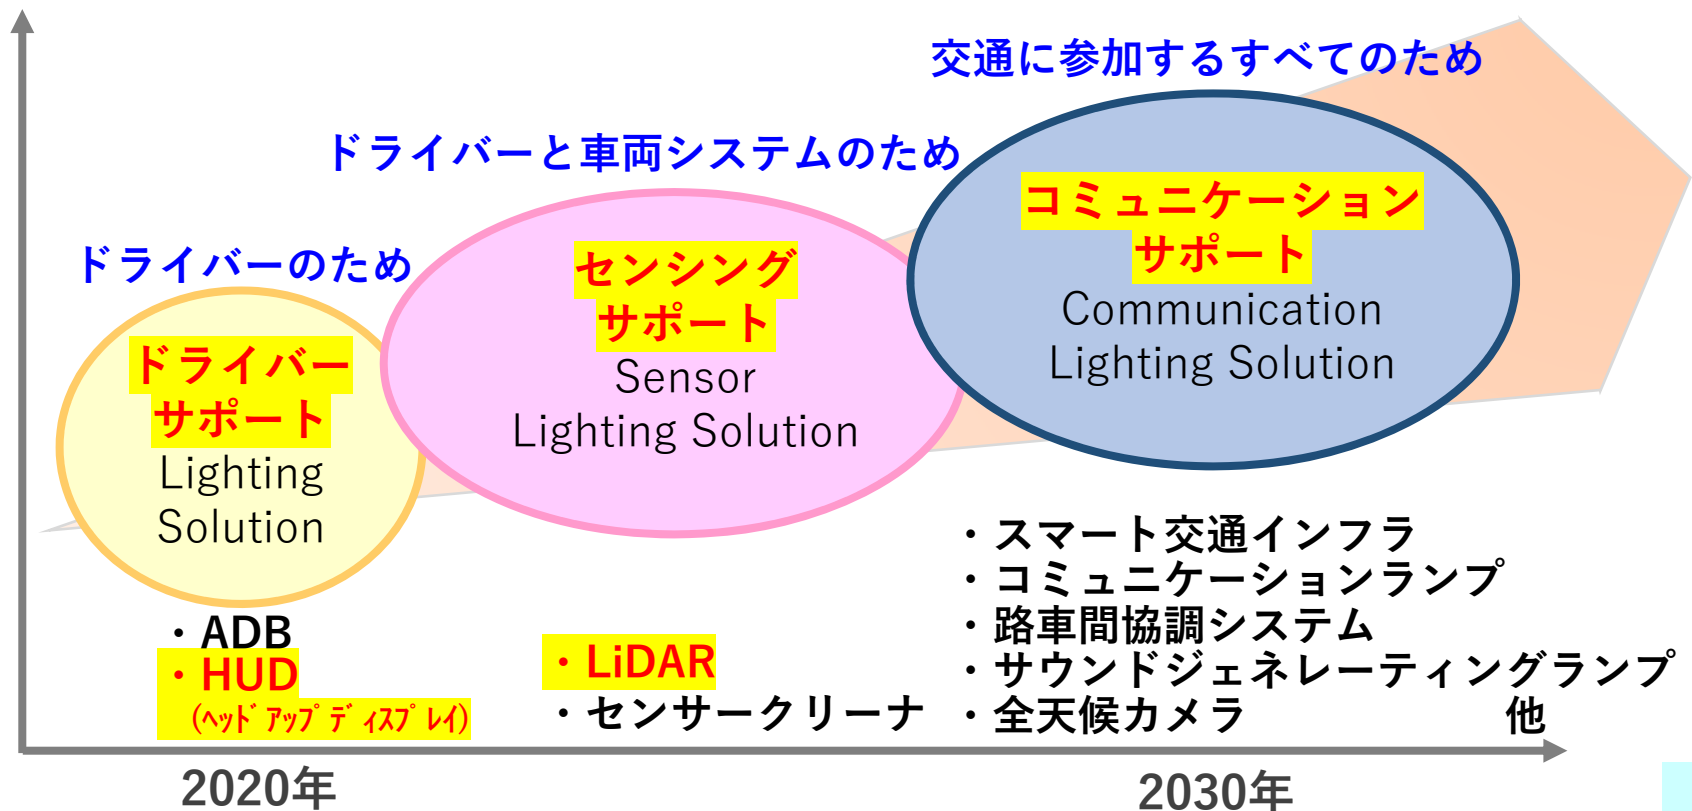 交通に参加するすべてのため
ドライバーと車両システムのため
ドライバーのため
コミュニケーション
サポート
Communication
Lighting Solution
センシング
サポート
Sensor
Lighting Solution
ドライバー
サポート
Lighting
Solution
・ADB
・HUD
(ﾍｯﾄﾞｱｯﾌﾟﾃﾞｨｽﾌﾟﾚｲ)
・LiDAR
・センサークリーナ
・スマート交通インフラ
・コミュニケーションランプ
・路車間協調システム
・サウンドジェネレーティングランプ
・全天候カメラ 他
2020年
2030年